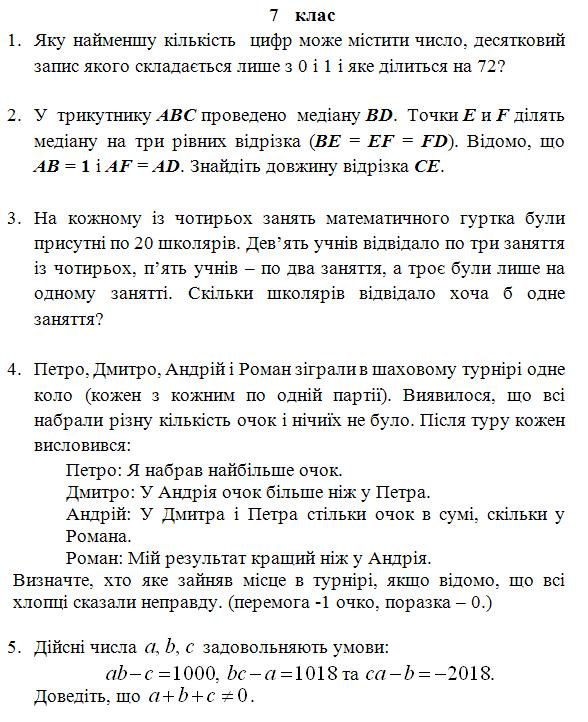 7 клас
1. Яку найменшу кількість цифр може містити число, десятковий
запис якого складається лише з 0 і 1 і яке ділиться на 72?
2. У трикутнику ABC проведено медіану BD. Точки E и F ділять
медіану на три рівних відрізка (BE = EF = FD). Відомо, що
AB = 1 і AF = AD. Знайдіть довжину відрізка CE.
3. На кожному із чотирьох занять математичного гуртка були
присутні по 20 школярів. Дев’ять учнів відвідало по три заняття
із чотирьох, п’ять учнів – по два заняття, а троє були лише на
одному занятті. Скільки школярів відвідало хоча б одне
заняття?
4. Петро, Дмитро, Андрій і Роман зіграли в шаховому турнірі одне
коло (кожен з кожним по одній партії). Виявилося, що всі
набрали різну кількість очок і нічиїх не було. Після туру кожен
висловився:
Петро: Я набрав найбільше очок.
Дмитро: У Андрія очок більше ніж у Петра.
Андрій: У Дмитра і Петра стільки очок в сумі, скільки у
Романа.
Роман: Мій результат кращий ніж у Андрія.
Визначте, хто яке зайняв місце в турнірі, якщо відомо, що всі
хлопці сказали неправду. (перемога -1 очко, поразка – 0.)
5. Дійсні числа a, b, c задовольняють умови:
ab − c = 1000, bc − a = 1018 та ca − b = −2018.
Доведіть, що a + b + c ≠ 0.